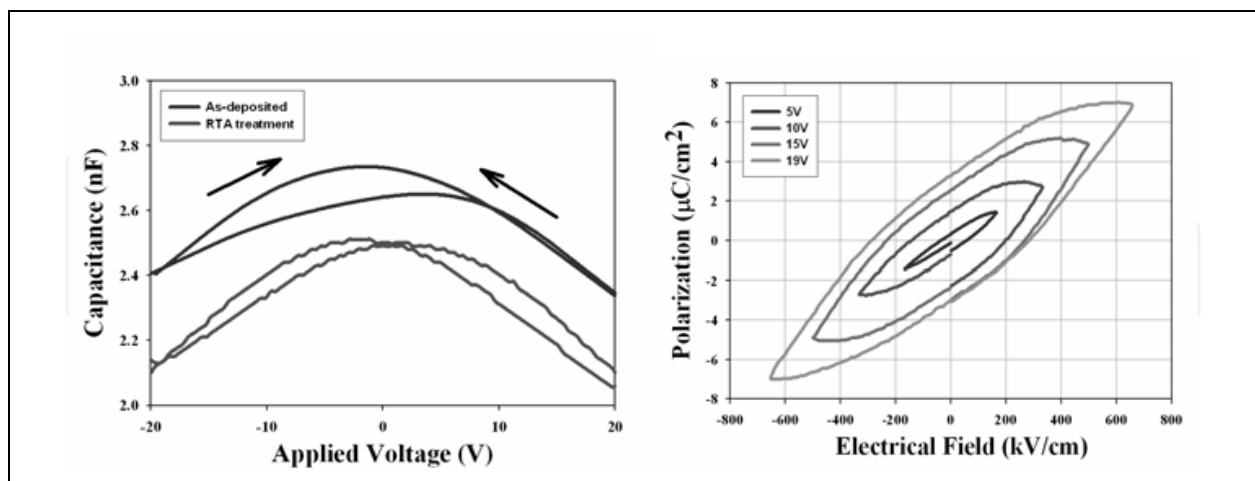 3.0
2.8
2.6
2.4
2.2
2.0
Capacitance (nF)
As-deposited
RTA treatment
-20
-10
0
10
20
Applied Voltage (V)
8
6
4
2
0
-2
-4
-6
-8
Polarization (μC/cm²)
5V
10V
15V
19V
-800
-600
-400
-200
0
200
400
600
800
Electrical Field (kV/cm)